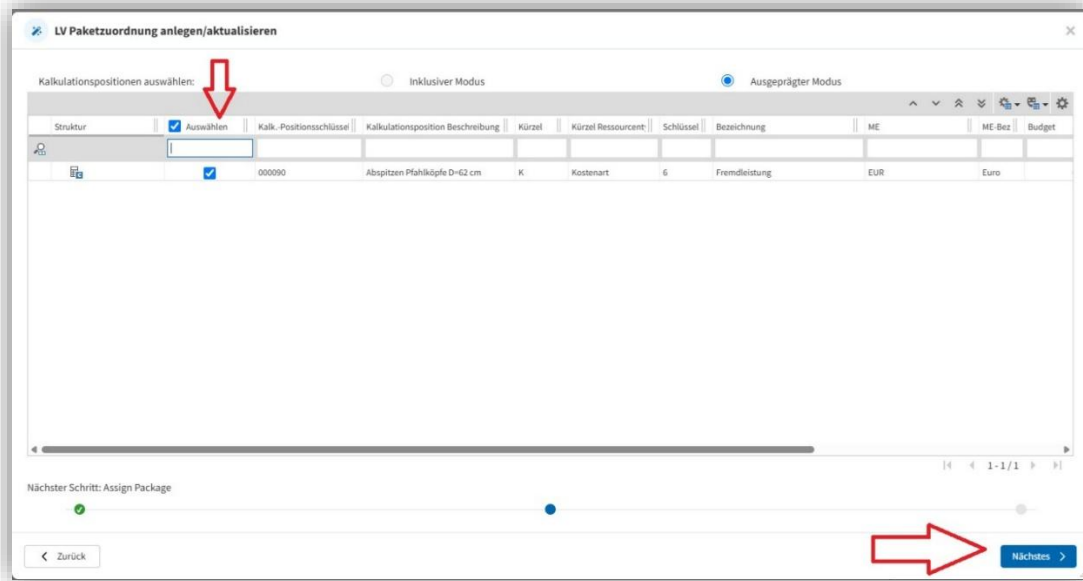 LV Paketzuordnung anlegen/aktualisieren
Kalkulationspositionen auswählen: Inklusiver Modus Ausgeprägter Modus
Struktur Auswählen Kalk.-Positionsschlüssel Kalkulationsposition Beschreibung Kürzel Kürzel Ressourcent Schlüssel Bezeichnung ME ME-Bez Budget
000090 Abspitzen Pfahlköpfe D=62 cm K Kostenart 6 Fremdleistung EUR Euro
1-1/1
Nächster Schritt: Assign Package
Zurück Nächstes